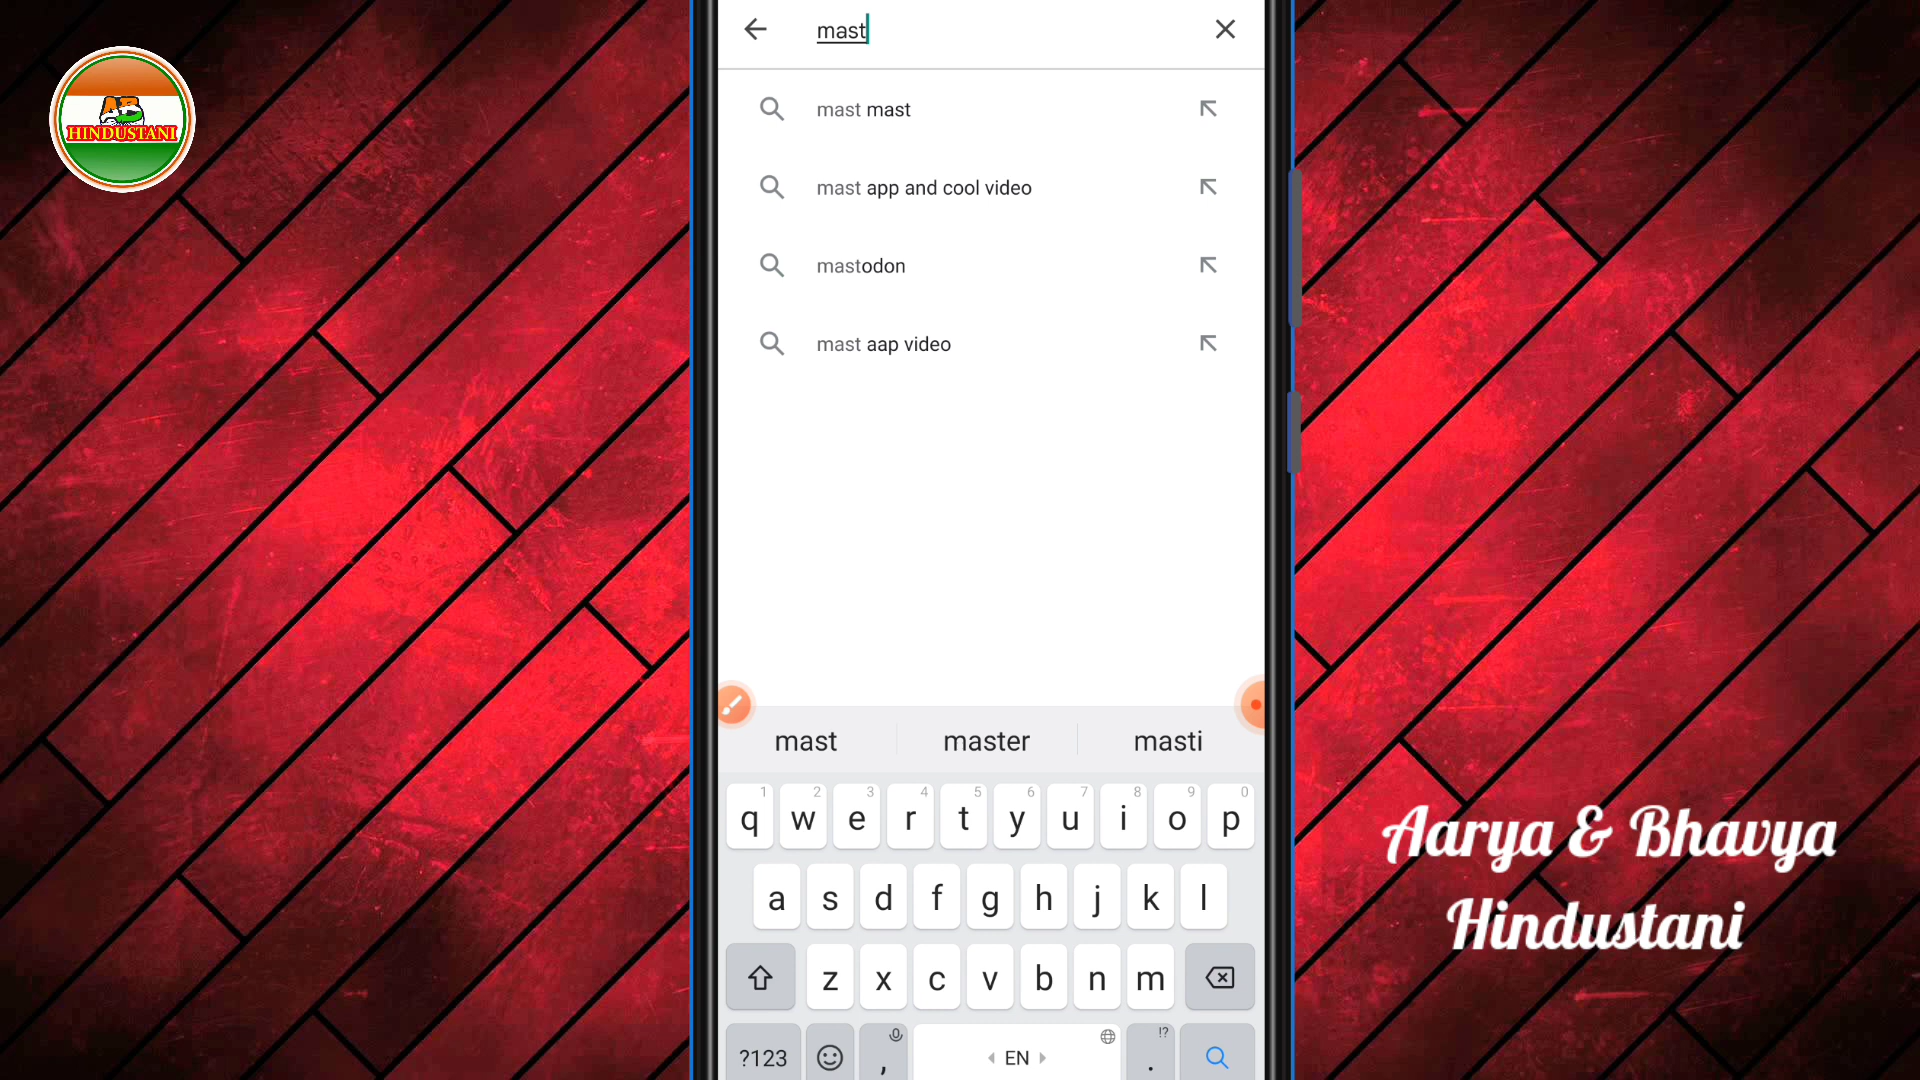 AB
HINDUSTANI
mast
mast mast
mast app and cool video
mastodon
mast aap video
mast master masti
1 2 3 4 5 6 7 8 9 0
q w e r t y u i o p
a s d f g h j k l
z x c v b n m
!?
?123 , EN .
Aarya & Bhavya
Hindustani